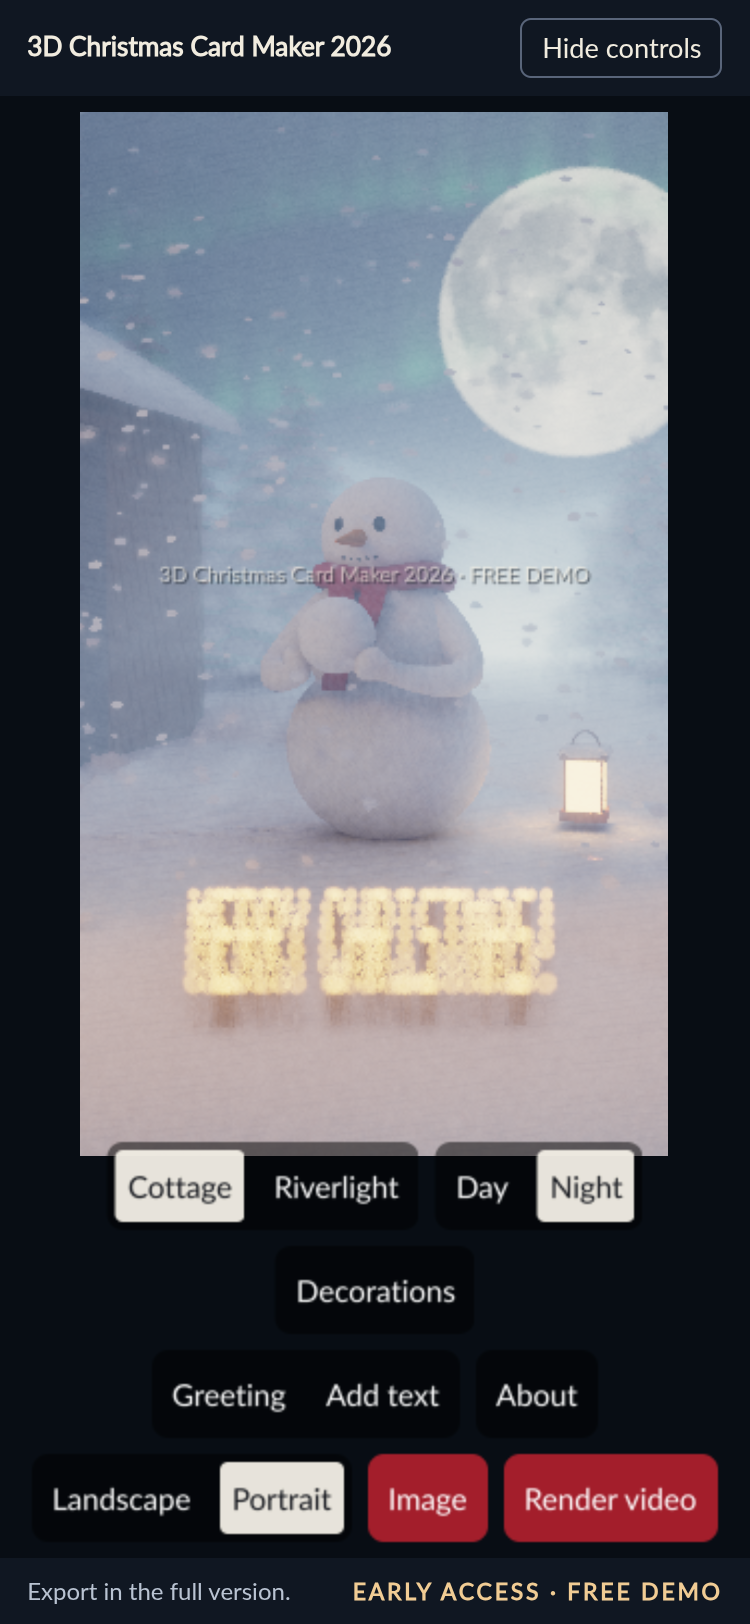 3D Christmas Card Maker 2026
Hide controls
3D Christmas Card Maker 2026 · FREE DEMO
Cottage Riverlight Day Night
Decorations
Greeting Add text About
Landscape Portrait Image Render video
Export in the full version. EARLY ACCESS · FREE DEMO